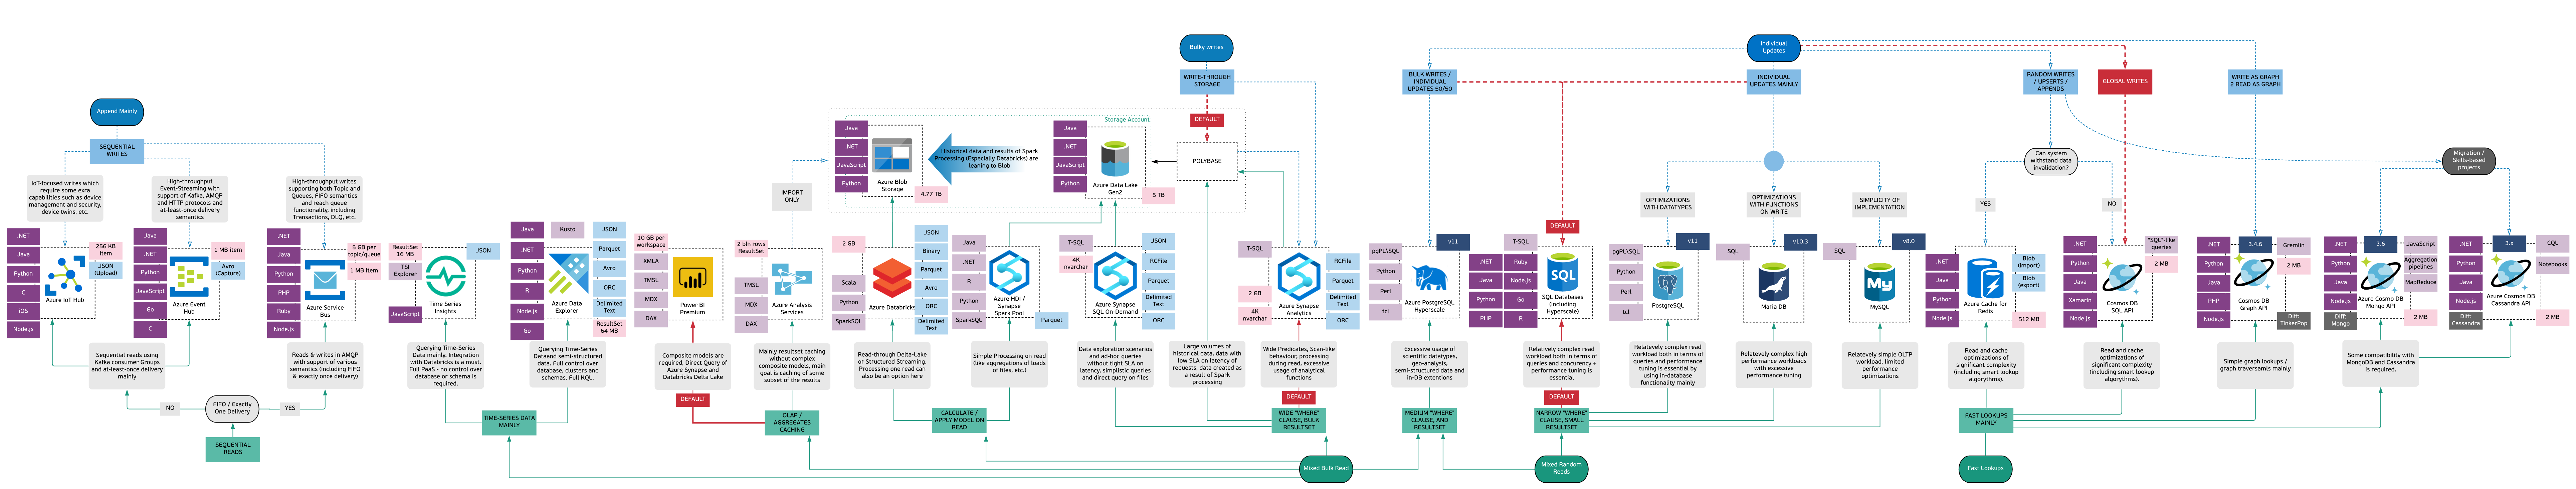 Bulky writes
Individual
Updates
WRITE-THROUGH
STORAGE
BULK WRITES /
INDIVIDUAL
UPDATES 50/50
INDIVIDUAL
UPDATES MAINLY
RANDOM WRITES
/ UPSERTS /
APPENDS
GLOBAL WRITES
WRITE AS GRAPH
2 READ AS GRAPH
Append Mainly
SEQUENTIAL
WRITES
Storage Account
DEFAULT
POLYBASE
Java
.NET
JavaScript
Python
Azure Blob
Storage
4.77 TB
Historical data and results of Spark
Processing (Especially Databricks) are
leaning to Blob
Java
.NET
JavaScript
Python
Azure Data Lake
Gen2
5 TB
Can system
withstand data
invalidation?
Migration /
Skills-based
projects
IoT-focused writes which
require some exra
capabilities such as device
management and security,
device twins, etc.
High-throughput
Event-Streaming with
support of Kafka, AMQP
and HTTP protocols and
at-least-once delivery
semantics
High-throughput writes
supporting both Topic and
Queues, FIFO semantics
and reach queue
functionality, including
Transactions, DLQ, etc.
IMPORT
ONLY
OPTIMIZATIONS
WITH DATATYPES
OPTIMIZATIONS
WITH FUNCTIONS
ON WRITE
SIMPLICITY OF
IMPLEMENTATION
YES
NO
DEFAULT
.NET
Java
Python
C
iOS
Node.js
Azure IoT Hub
256 KB
item
JSON
(Upload)
Java
.NET
Python
JavaScript
Go
C
Azure Event
Hub
1 MB item
Avro
(Capture)
.NET
Java
Python
PHP
Ruby
Node.js
Azure Service
Bus
5 GB per
topic/queue
1 MB item
ResultSet
16 MB
TSI
Explorer
JavaScript
Time Series
Insights
JSON
Java
.NET
Python
R
Node.js
Go
Kusto
Azure Data
Explorer
JSON
Parquet
Avro
ORC
Delimited
Text
ResultSet
64 MB
10 GB per
workspace
XMLA
TMSL
MDX
DAX
Power BI
Premium
2 bln rows
ResultSet
TMSL
MDX
DAX
Azure Analysis
Services
2 GB
Scala
Python
SparkSQL
Azure Databricks
JSON
Binary
Parquet
Avro
ORC
Delimited
Text
Java
.NET
R
Python
SparkSQL
Azure HDI /
Synapse
Spark Pool
Parquet
T-SQL
4K
nvarchar
Azure Synapse
SQL On-Demand
JSON
RCFile
Parquet
Delimited
Text
ORC
T-SQL
2 GB
4K
nvarchar
Azure Synapse
Analytics
RCFile
Parquet
Delimited
Text
ORC
pgPL\SQL
Python
Perl
tcl
v11
Azure PostgreSQL
Hyperscale
T-SQL
.NET
Java
Python
PHP
Ruby
Node.js
Go
R
SQL
SQL Databases
(including
Hyperscale)
pgPL\SQL
Python
Perl
tcl
v11
PostgreSQL
SQL
v10.3
Maria DB
SQL
v8.0
My
MySQL
.NET
Java
Python
Node.js
Azure Cache for
Redis
Blob
(import)
Blob
(export)
512 MB
.NET
Python
Java
Xamarin
Node.js
Cosmos DB
SQL API
"SQL"-like
queries
2 MB
.NET
Python
Java
PHP
Node.js
3.4.6
Cosmos DB
Graph API
Gremlin
2 MB
Diff:
TinkerPop
.NET
Python
Java
Node.js
Diff:
Mongo
3.6
Azure Cosmo DB
Mongo API
JavaScript
Aggregation
pipelines
MapReduce
2 MB
.NET
Python
Java
Node.js
Diff:
Cassandra
3.x
Azure Cosmos DB
Cassandra API
CQL
Notebooks
2 MB
Sequential reads using
Kafka consumer Groups
and at-least-once delivery
mainly
Reads & writes in AMQP
with support of various
semantics (including FIFO
& exactly once delivery)
Querying Time-Series
Data mainly. Integration
with Databricks is a must.
Full PaaS - no control over
database or schema is
required.
Querying Time-Series
Dataand semi-structured
data. Full control over
database, clusters and
schemas. Full KQL.
Composite models are
required, Direct Query of
Azure Synapse and
Databricks Delta Lake
Mainly resultset caching
without complex
composite models, main
goal is caching of some
subset of the results
Read-through Delta-Lake
or Structured Streaming.
Processing one read can
also be an option here
Simple Processing on read
(like aggregations of loads
of files, etc.)
Data exploration scenarios
and ad-hoc queries
without tight SLA on
latency, simplistic queries
and direct query on files
Large volumes of
historical data, data with
low SLA on latency of
requests, data created as
a result of Spark
processing
Wide Predicates, Scan-like
behaviour, processing
during read, excessive
usage of analytical
functions
Excessive usage of
scientific datatypes,
geo-analysis,
semi-structured data and
in-DB extentions
Relatively complex read
workload both in terms of
queries and concurrency +
performance tuning is
essential
Relatively complex read
workload both in terms of
queries and performance
tuning is essential by
using in-database
functionality mainly
Relatetively complex high
performance workloads
with excessive
performance tuning
Relatively simple OLTP
workload, limited
performance
optimizations
Read and cache
optimizations of
significant complexity
(including smart lookup
algorythms).
Read and cache
optimizations of
significant complexity
(including smart lookup
algorythms).
Simple graph lookups /
graph traversamls mainly
Some compatibility with
MongoDB and Cassandra
is required.
NO
FIFO / Exactly
One Delivery
YES
SEQUENTIAL
READS
TIME-SERIES DATA
MAINLY
DEFAULT
OLAP /
AGGREGATES
CACHING
CALCULATE /
APPLY MODEL ON
READ
DEFAULT
WIDE "WHERE"
CLAUSE, BULK
RESULTSET
MEDIUM "WHERE"
CLAUSE, AND
RESULTSET
DEFAULT
NARROW "WHERE"
CLAUSE, SMALL
RESULTSET
FAST LOOKUPS
MAINLY
Mixed Bulk Read
Mixed Random
Reads
Fast Lookups